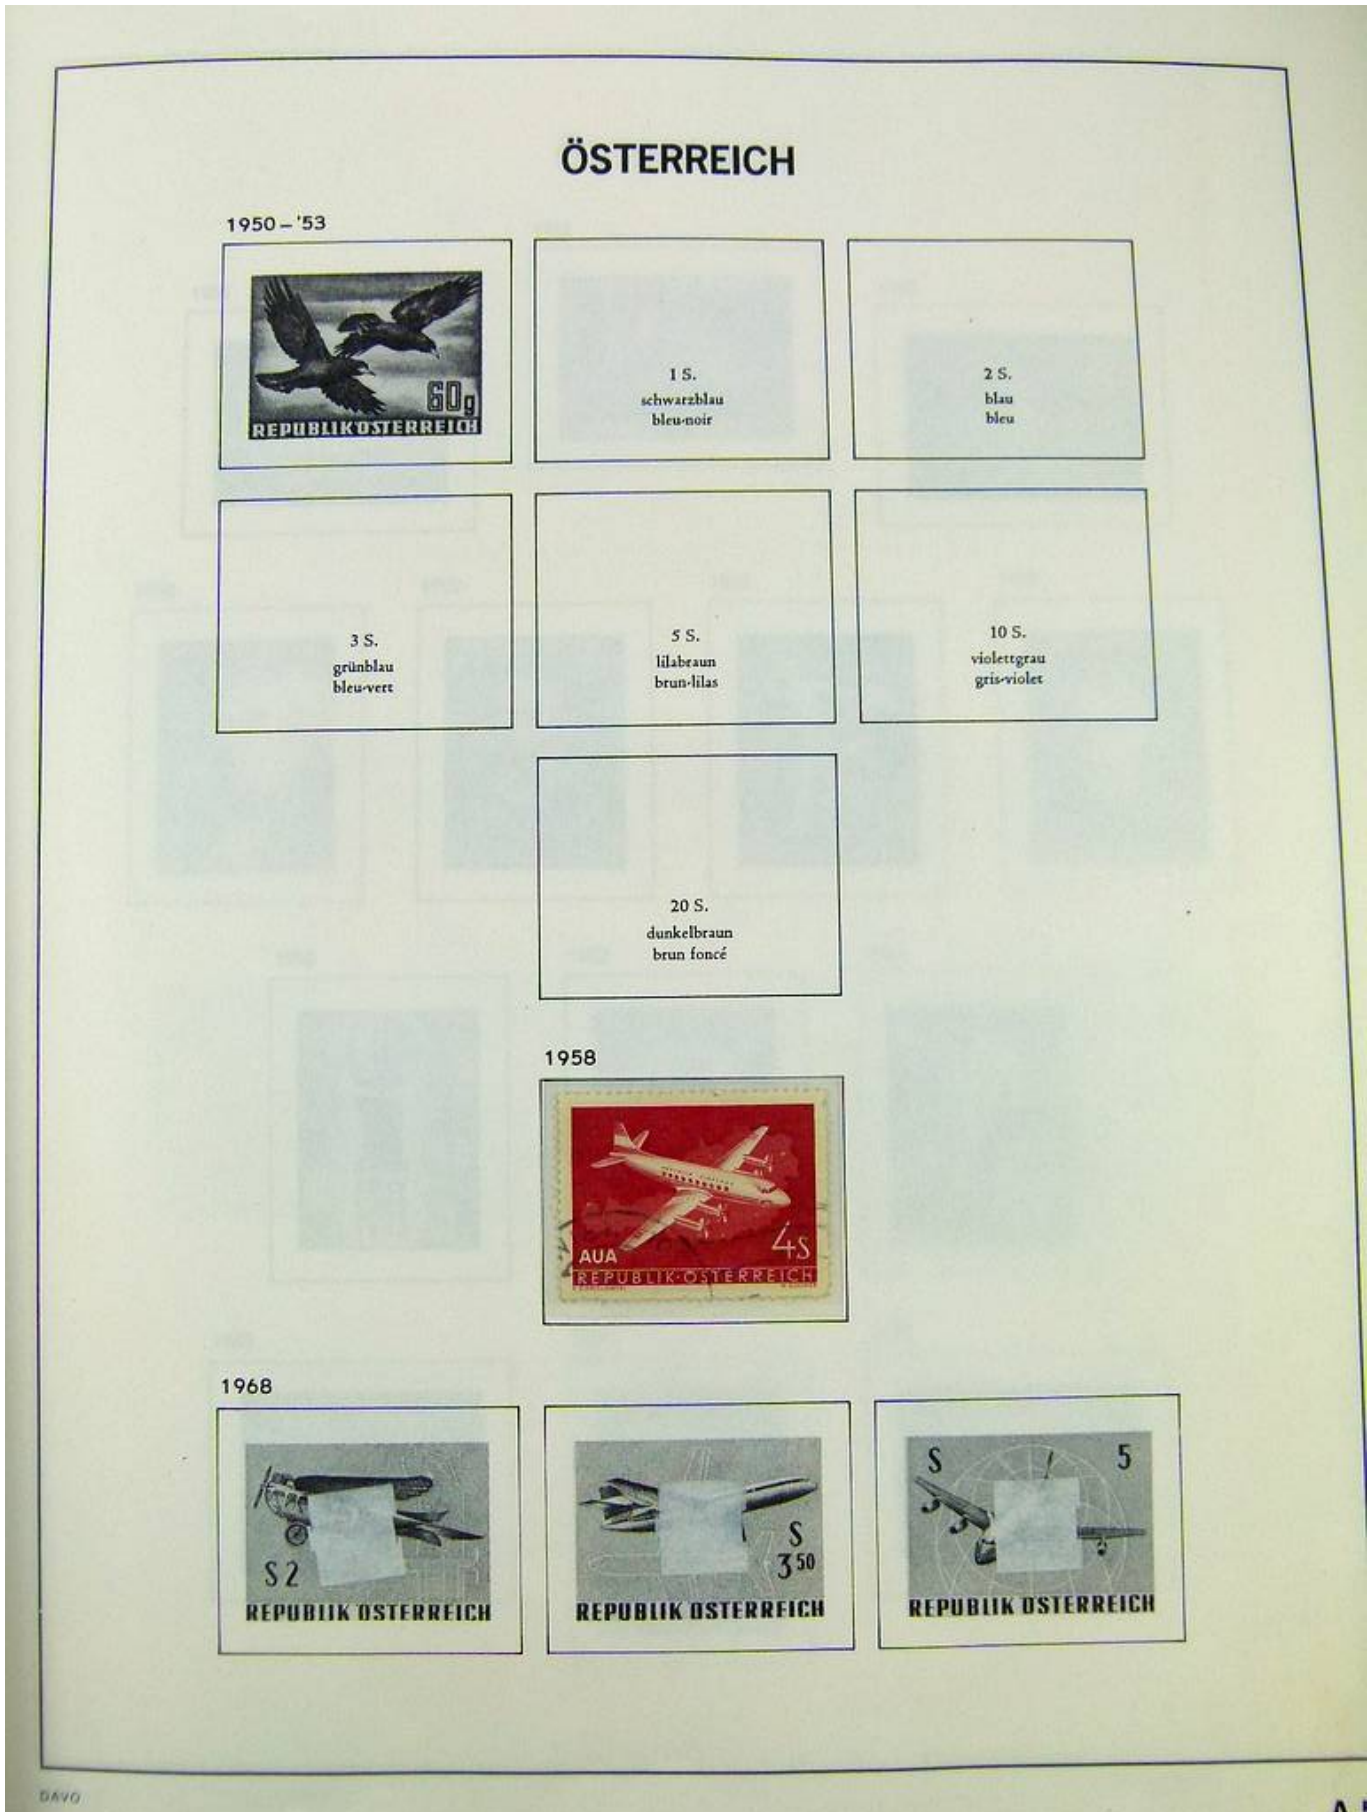 ÖSTERREICH
1950 – '53
60g
REPUBLIK ÖSTERREICH
1 S.
schwarzblau
bleu-noir
2 S.
blau
bleu
3 S.
grünblau
bleu-vert
5 S.
lilabraun
brun-lilas
10 S.
violettgrau
gris-violet
20 S.
dunkelbraun
brun foncé
1958
AUA
4S
REPUBLIK·ÖSTERREICH
1968
S 2
REPUBLIK ÖSTERREICH
S
3 50
REPUBLIK ÖSTERREICH
S 5
REPUBLIK ÖSTERREICH
DAVO